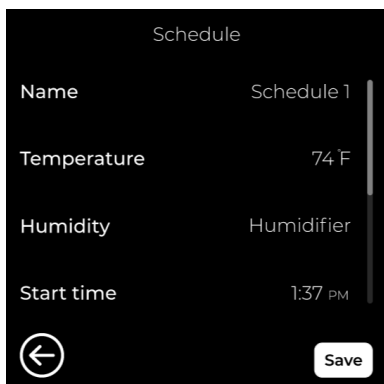 Schedule
Name Schedule 1
Temperature 74°F
Humidity Humidifier
Start time 1:37 PM
Save